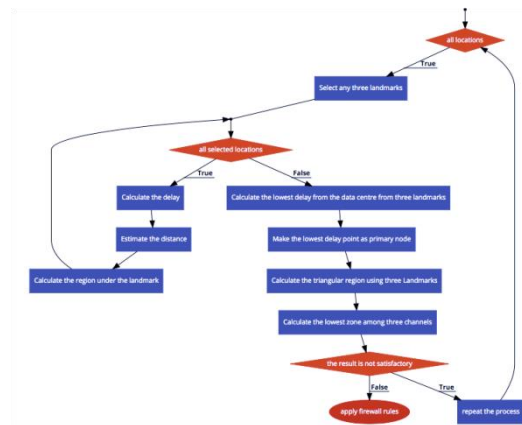 all locations
True
Select any three landmarks
all selected locations
True
False
Calculate the delay
Calculate the lowest delay from the data centre from three landmarks
Estimate the distance
Make the lowest delay point as primary node
Calculate the region under the landmark
Calculate the triangular region using three Landmarks
Calculate the lowest zone among three channels
the result is not satisfactory
False
True
apply firewall rules
repeat the process